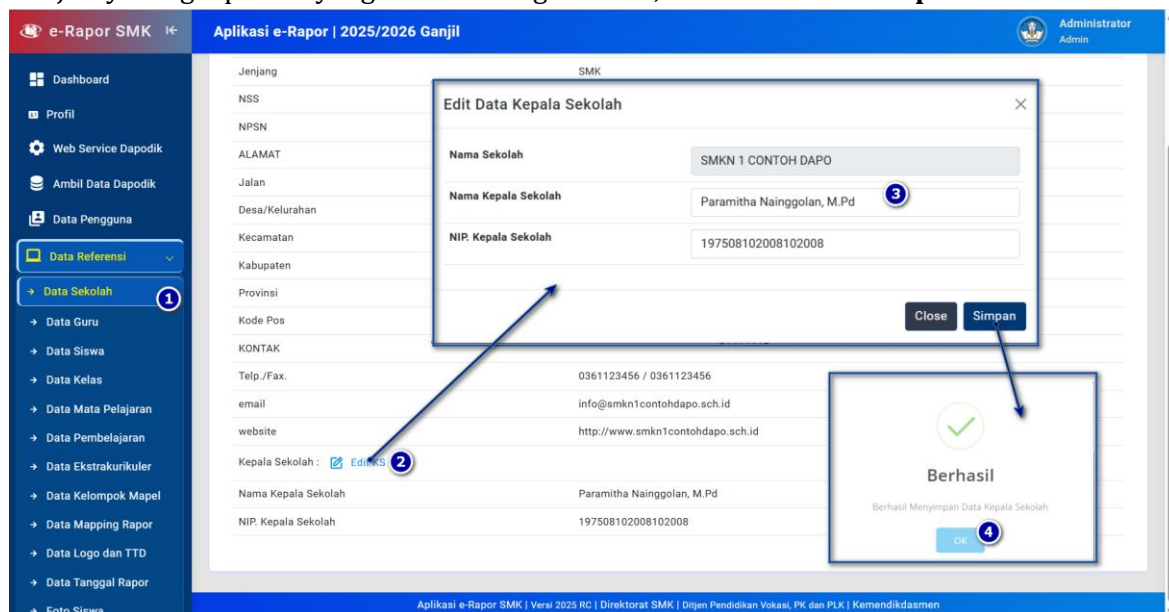 e-Rapor SMK
Aplikasi e-Rapor | 2025/2026 Ganjil
Administrator
Admin
Dashboard
Profil
Web Service Dapodik
Ambil Data Dapodik
Data Pengguna
Data Referensi
Data Sekolah
1
Data Guru
Data Siswa
Data Kelas
Data Mata Pelajaran
Data Pembelajaran
Data Ekstrakurikuler
Data Kelompok Mapel
Data Mapping Rapor
Data Logo dan TTD
Data Tanggal Rapor
Foto Siswa
Jenjang SMK
NSS
NPSN
ALAMAT
Jalan
Desa/Kelurahan
Kecamatan
Kabupaten
Provinsi
Kode Pos
KONTAK
Telp./Fax. 0361123456 / 0361123456
email info@smkn1contohdapo.sch.id
website http://www.smkn1contohdapo.sch.id
Kepala Sekolah : Edit KS 2
Nama Kepala Sekolah Paramitha Nainggolan, M.Pd
NIP. Kepala Sekolah 197508102008102008
Edit Data Kepala Sekolah
Nama Sekolah SMKN 1 CONTOH DAPO
Nama Kepala Sekolah Paramitha Nainggolan, M.Pd 3
NIP. Kepala Sekolah 197508102008102008
Close Simpan
Berhasil
Berhasil Menyimpan Data Kepala Sekolah
OK 4
Aplikasi e-Rapor SMK | Versi 2025 RC | Direktorat SMK | Ditjen Pendidikan Vokasi, PK dan PLK | Kemendikdasmen